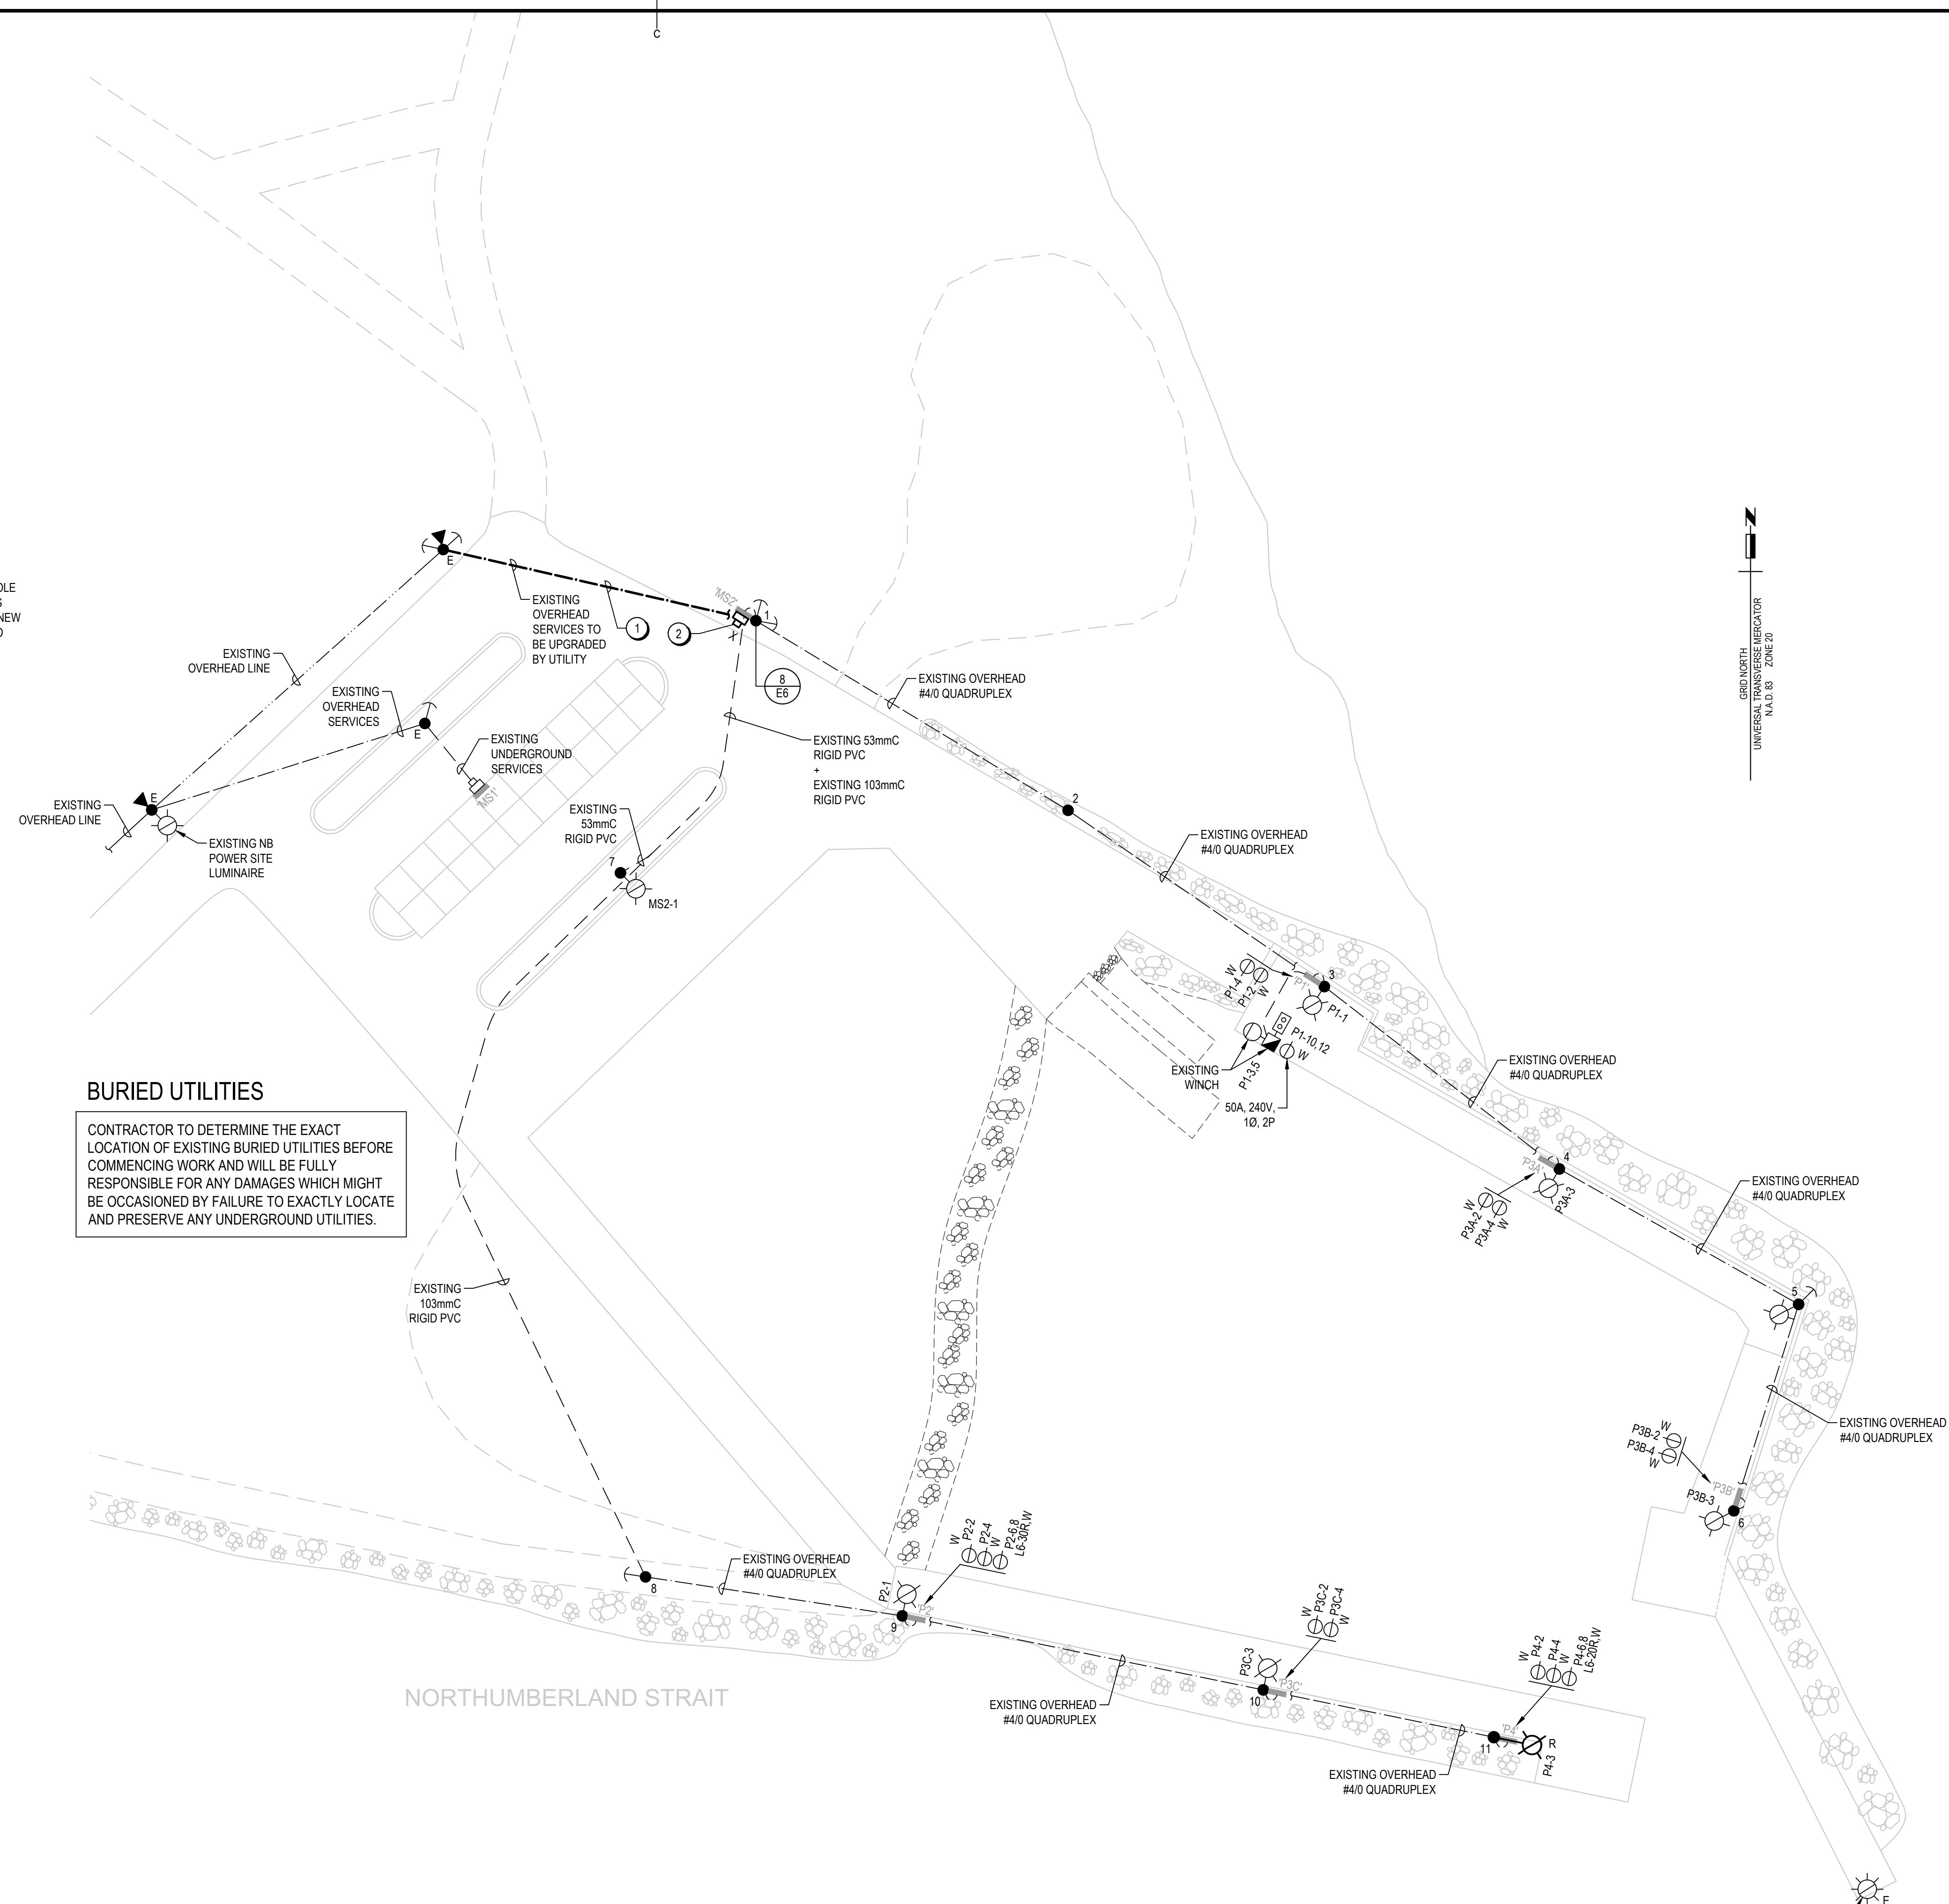 C
OLE
S
NEW
D
E
EXISTING
OVERHEAD
SERVICES TO
BE UPGRADED
BY UTILITY
1
2
'MS2'
1
8
E6
EXISTING
OVERHEAD LINE
EXISTING
OVERHEAD
SERVICES
E
EXISTING
UNDERGROUND
SERVICES
'MS1'
EXISTING OVERHEAD
#4/0 QUADRUPLEX
EXISTING 53mmC
RIGID PVC
+
EXISTING 103mmC
RIGID PVC
GRID NORTH
UNIVERSAL TRANSVERSE MERCATOR
N.A.D. 83 ZONE 20
N
E
EXISTING
OVERHEAD LINE
EXISTING NB
POWER SITE
LUMINAIRE
EXISTING
53mmC
RIGID PVC
7
MS2-1
2
EXISTING OVERHEAD
#4/0 QUADRUPLEX
W
P1-4
P1-2
W
'P1'
3
P1-1
P1-10,12
W
P1-3,5
EXISTING
WINCH
50A, 240V,
1Ø, 2P
EXISTING OVERHEAD
#4/0 QUADRUPLEX
BURIED UTILITIES
CONTRACTOR TO DETERMINE THE EXACT
LOCATION OF EXISTING BURIED UTILITIES BEFORE
COMMENCING WORK AND WILL BE FULLY
RESPONSIBLE FOR ANY DAMAGES WHICH MIGHT
BE OCCASIONED BY FAILURE TO EXACTLY LOCATE
AND PRESERVE ANY UNDERGROUND UTILITIES.
'P3A'
4
P3A-3
W
P3A-2
P3A-4
W
EXISTING OVERHEAD
#4/0 QUADRUPLEX
5
EXISTING
103mmC
RIGID PVC
EXISTING OVERHEAD
#4/0 QUADRUPLEX
W
P3B-2
P3B-4
W
'P3B'
P3B-3
6
8
EXISTING OVERHEAD
#4/0 QUADRUPLEX
P2-1
9
'P2'
W
P2-2
P2-4
W
P2-6,8
L6-30R,W
NORTHUMBERLAND STRAIT
EXISTING OVERHEAD
#4/0 QUADRUPLEX
P3C-3
10
'P3C'
W
P3C-2
P3C-4
W
EXISTING OVERHEAD
#4/0 QUADRUPLEX
W
P4-2
P4-4
W
P4-6,8
L6-20R,W
'P4'
11
R
P4-3
E